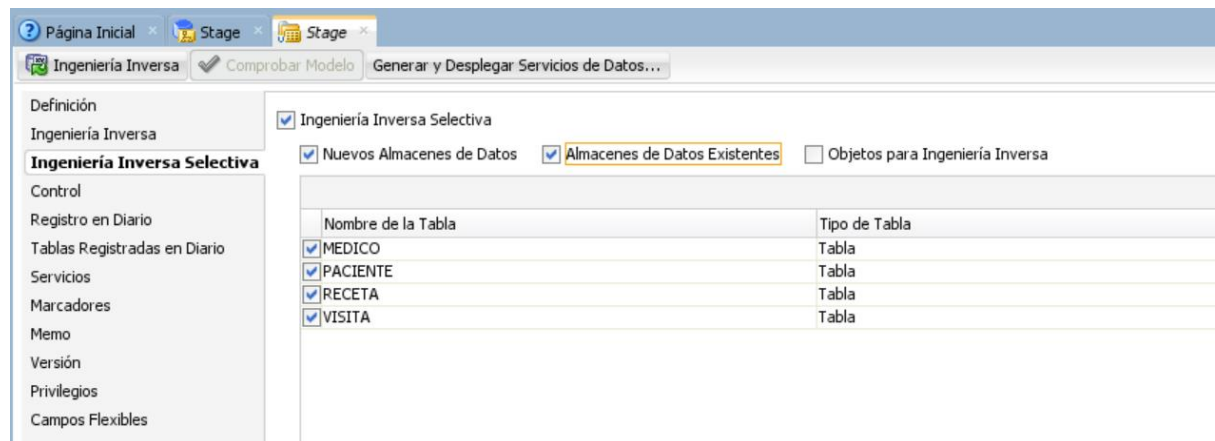 Página Inicial Stage Stage
Ingeniería Inversa Comprobar Modelo Generar y Desplegar Servicios de Datos...
Definición
Ingeniería Inversa
Ingeniería Inversa Selectiva
Control
Registro en Diario
Tablas Registradas en Diario
Servicios
Marcadores
Memo
Versión
Privilegios
Campos Flexibles
Ingeniería Inversa Selectiva
Nuevos Almacenes de Datos Almacenes de Datos Existentes Objetos para Ingeniería Inversa
Nombre de la Tabla Tipo de Tabla
MEDICO Tabla
PACIENTE Tabla
RECETA Tabla
VISITA Tabla